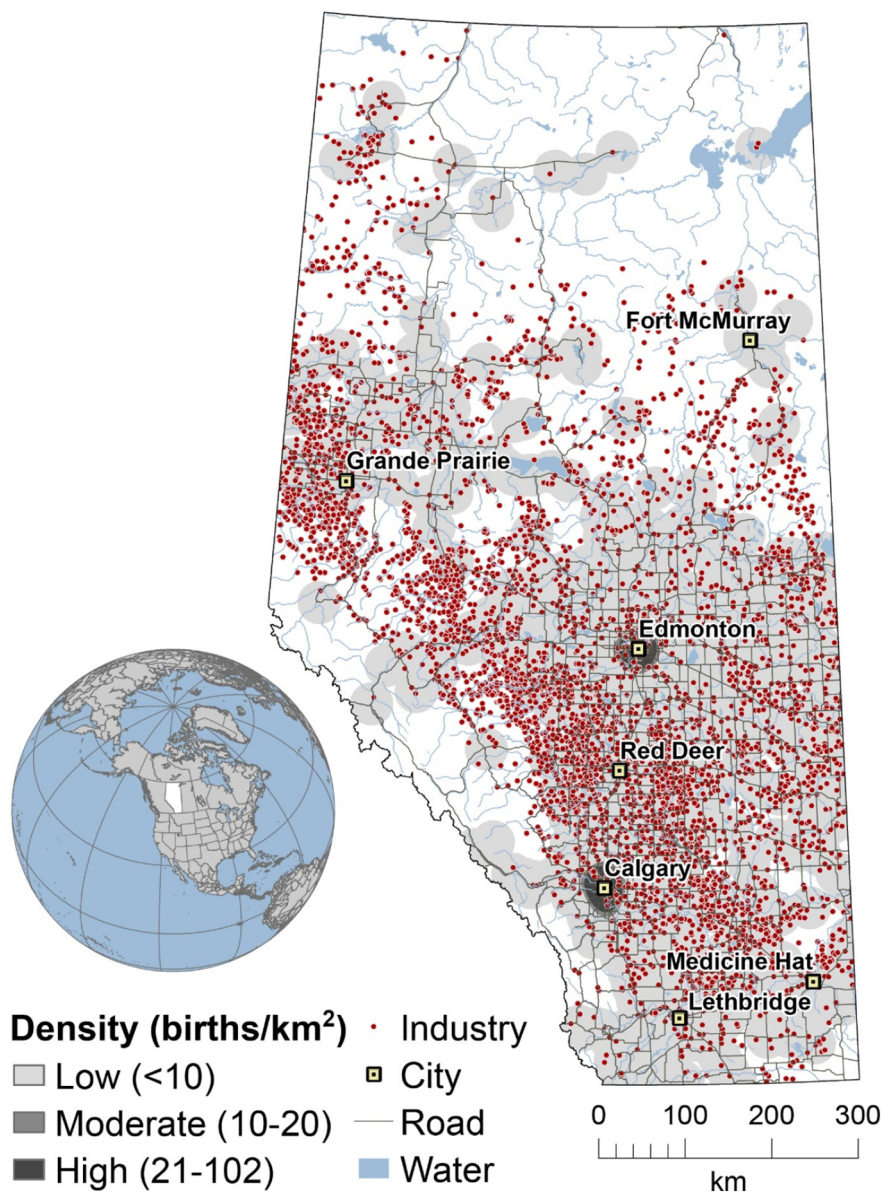 Fort McMurray
Grande Prairie
Edmonton
Red Deer
Calgary
Medicine Hat
Lethbridge
Density (births/km²)
Low (<10)
Moderate (10-20)
High (21-102)
Industry
City
Road
Water
0 100 200 300
km